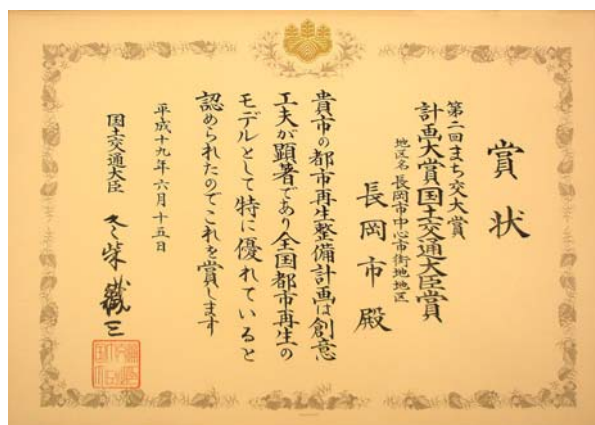 賞状
第二回まち交大賞
計画大賞国土交通大臣賞
地区名 長岡市中心市街地地区
長岡市殿
貴市の都市再生整備計画は創意
工夫が顕著であり全国都市再生の
モデルとして特に優れていると
認められたのでこれを賞します
平成十九年六月十五日
国土交通大臣 冬柴鐵三